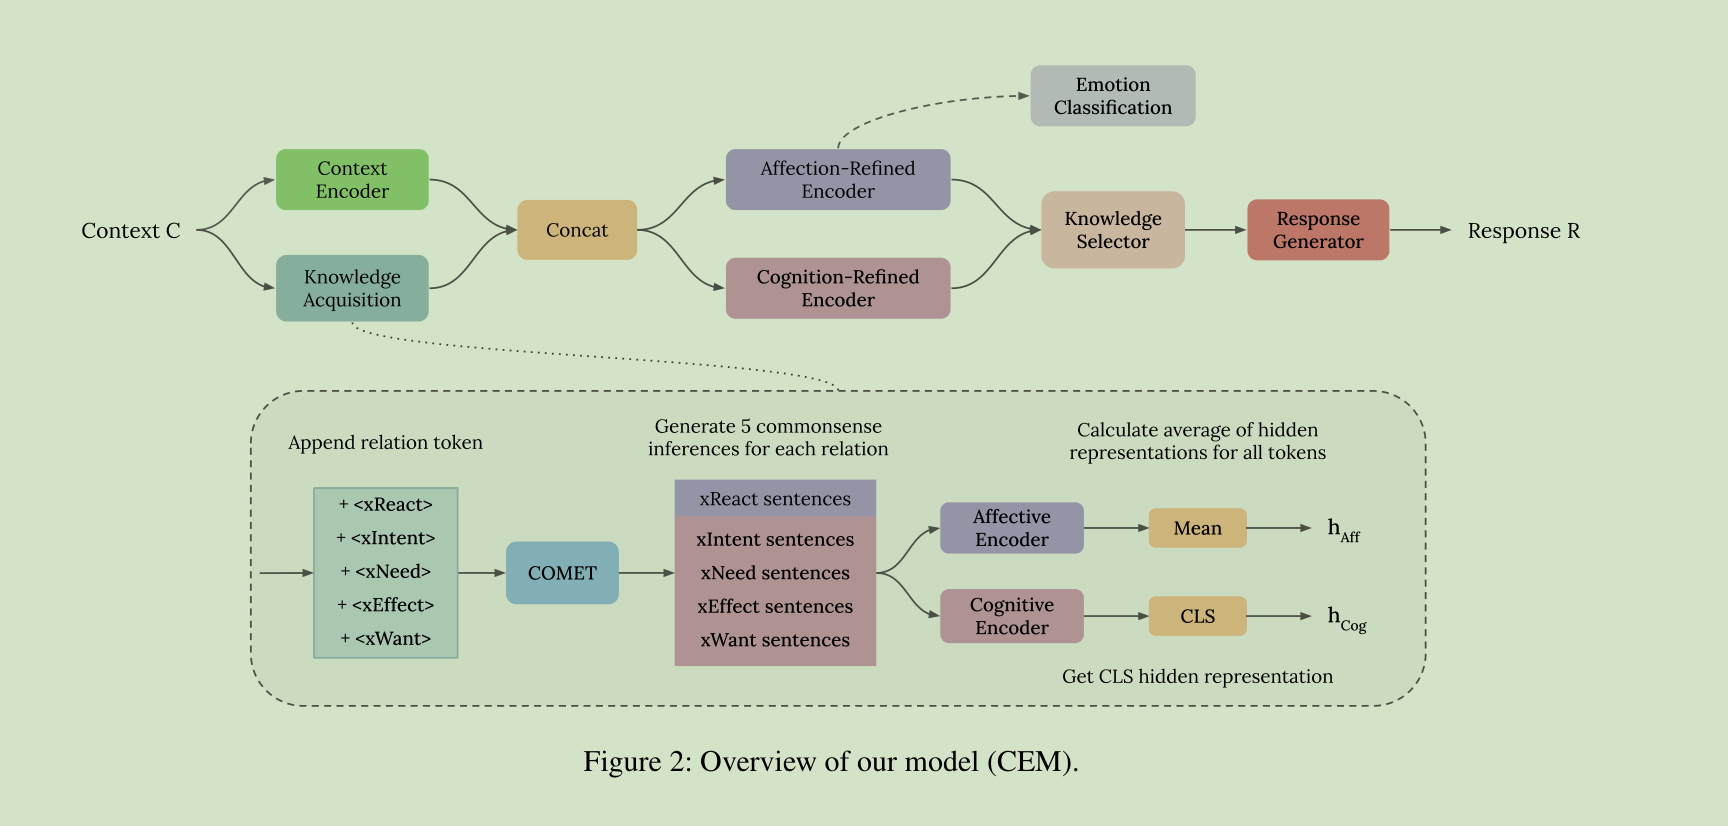 Emotion
Classification
Context
Encoder
Affection-Refined
Encoder
Context C
Concat
Knowledge
Selector
Response
Generator
Response R
Knowledge
Acquisition
Cognition-Refined
Encoder
Append relation token
Generate 5 commonsense
inferences for each relation
Calculate average of hidden
representations for all tokens
+ <xReact>
+ <xIntent>
+ <xNeed>
+ <xEffect>
+ <xWant>
COMET
xReact sentences
xIntent sentences
xNeed sentences
xEffect sentences
xWant sentences
Affective
Encoder
Mean
hAff
Cognitive
Encoder
CLS
hCog
Get CLS hidden representation
Figure 2: Overview of our model (CEM).